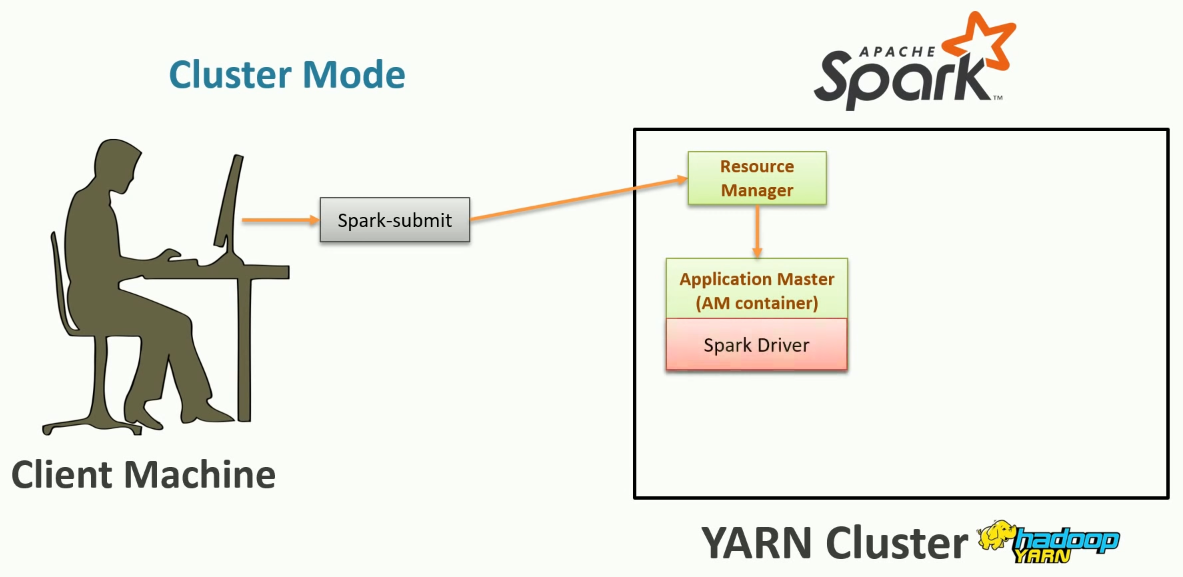 Cluster Mode
APACHE
Spark
TM
Resource
Manager
Spark-submit
Application Master
(AM container)
Spark Driver
Client Machine
YARN Cluster
hadoop
YARN